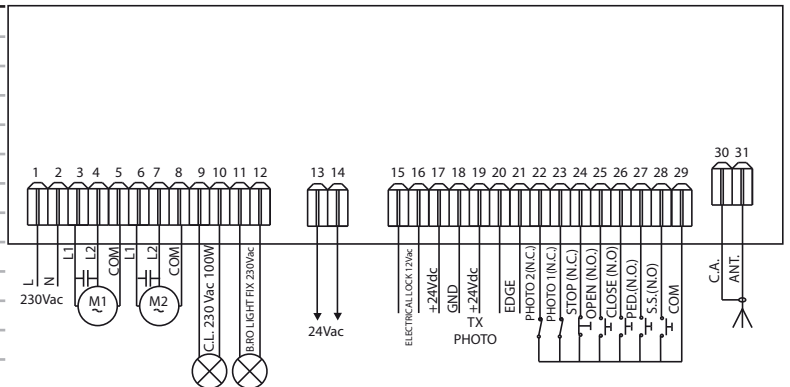 1 2 3 4 5 6 7 8 9 10 11 12 13 14 15 16 17 18 19 20 21 22 23 24 25 26 27 28 29 30 31
L
N
230Vac
L1
L2
COM
M1
~
L1
L2
COM
M2
~
C.L. 230 Vac 100W
B.RO LIGHT FIX 230Vac
24Vac
ELECTRICAL LOCK 12Vac
+24Vdc
GND
+24Vdc
TX
PHOTO
EDGE
PHOTO 2(N.C.)
PHOTO 1(N.C.)
STOP (N.C.)
OPEN (N.O.)
CLOSE (N.O)
PED.(N.O.)
S.S.(N.O)
COM
C.A.
ANT.